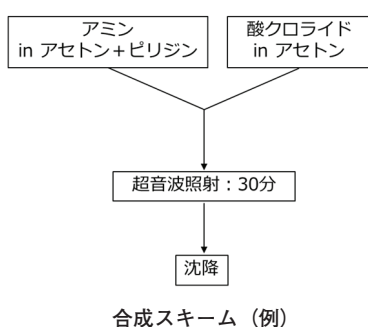 アミン
in アセトン＋ピリジン
酸クロライド
in アセトン
超音波照射：30分
沈降
合成スキーム（例）